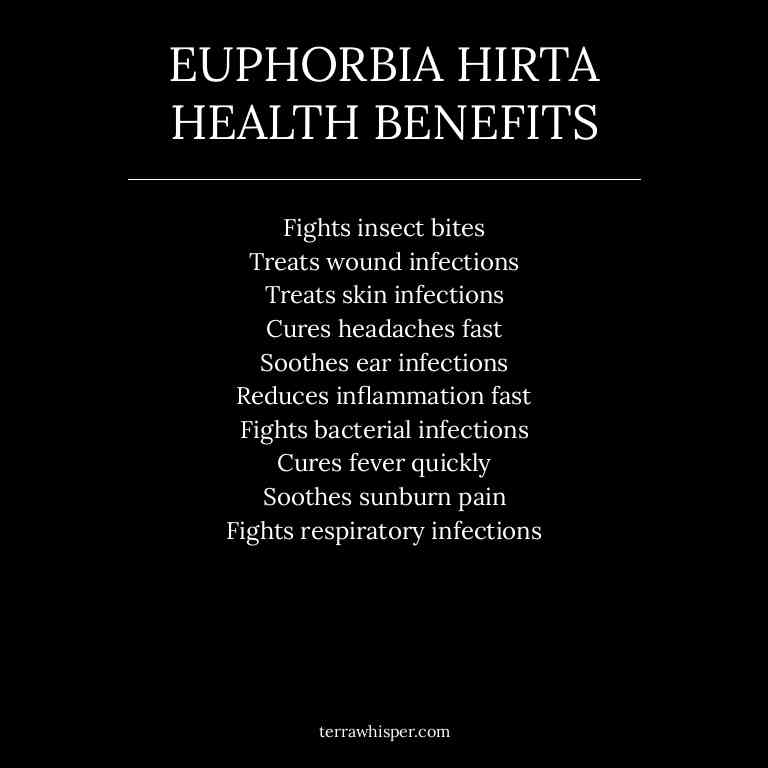 EUPHORBIA HIRTA
HEALTH BENEFITS
Fights insect bites
Treats wound infections
Treats skin infections
Cures headaches fast
Soothes ear infections
Reduces inflammation fast
Fights bacterial infections
Cures fever quickly
Soothes sunburn pain
Fights respiratory infections
terrawhisper.com